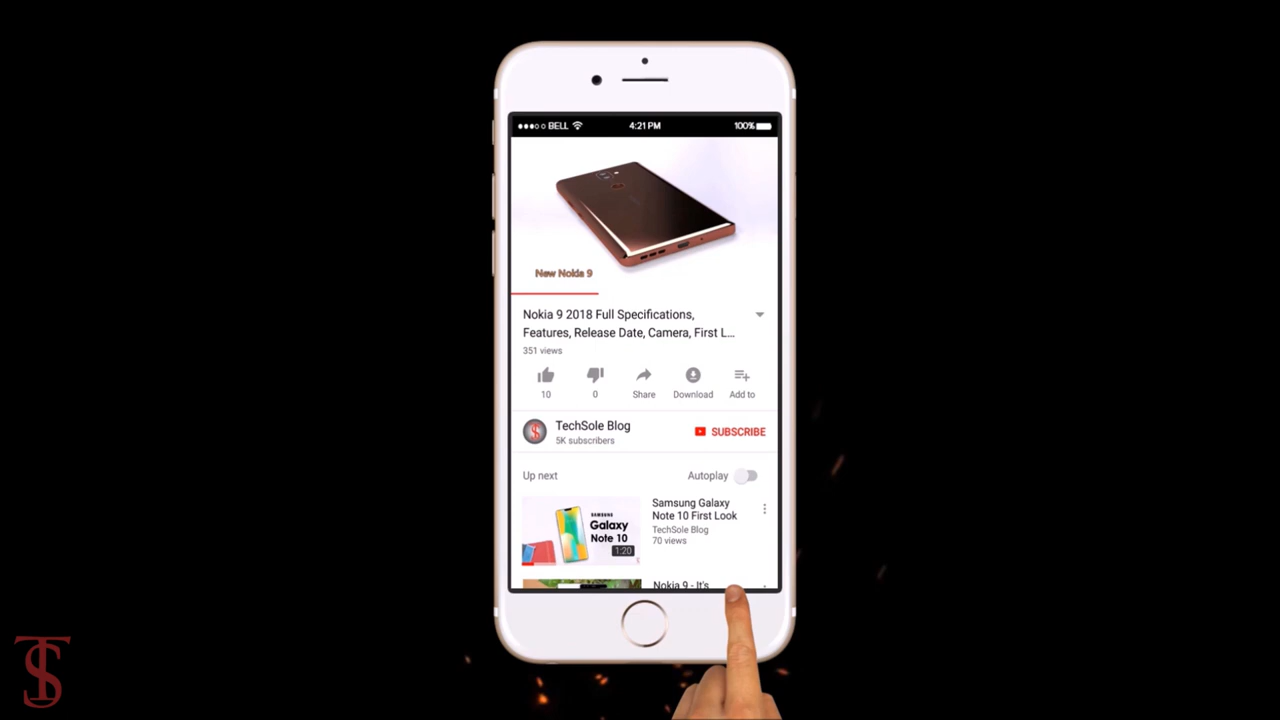 BELL
4:21 PM
100%
New Nokia 9
Nokia 9 2018 Full Specifications,
Features, Release Date, Camera, First L...
351 views
10
0
Share
Download
Add to
TechSole Blog
5K subscribers
SUBSCRIBE
Up next
Autoplay
SAMSUNG
Galaxy
Note 10
1:20
Samsung Galaxy
Note 10 First Look
TechSole Blog
70 views
Nokia 9 - It's
TS